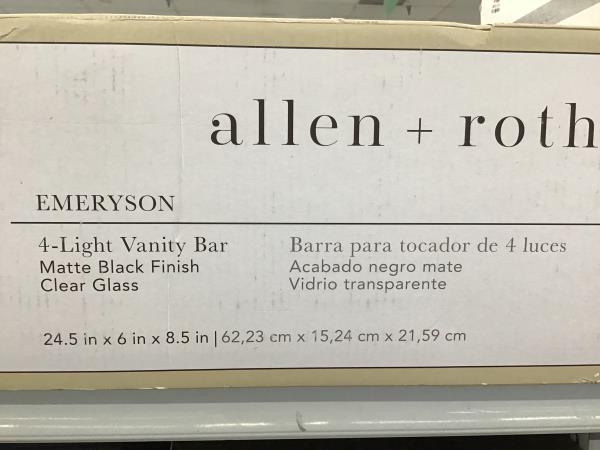 allen + roth
EMERYSON
4-Light Vanity Bar
Matte Black Finish
Clear Glass
Barra para tocador de 4 luces
Acabado negro mate
Vidrio transparente
24.5 in x 6 in x 8.5 in | 62,23 cm x 15,24 cm x 21,59 cm